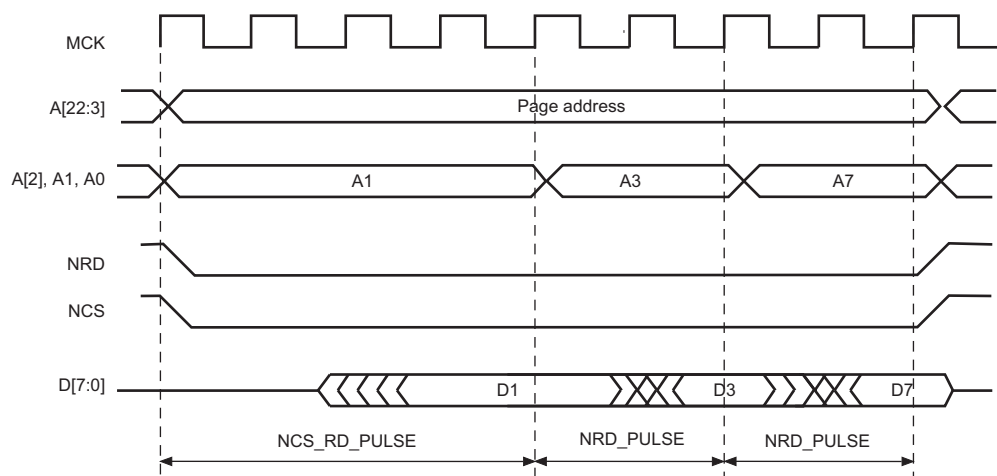 MCK
A[22:3]
Page address
A[2], A1, A0
A1
A3
A7
NRD
NCS
D[7:0]
D1
D3
D7
NCS_RD_PULSE
NRD_PULSE
NRD_PULSE